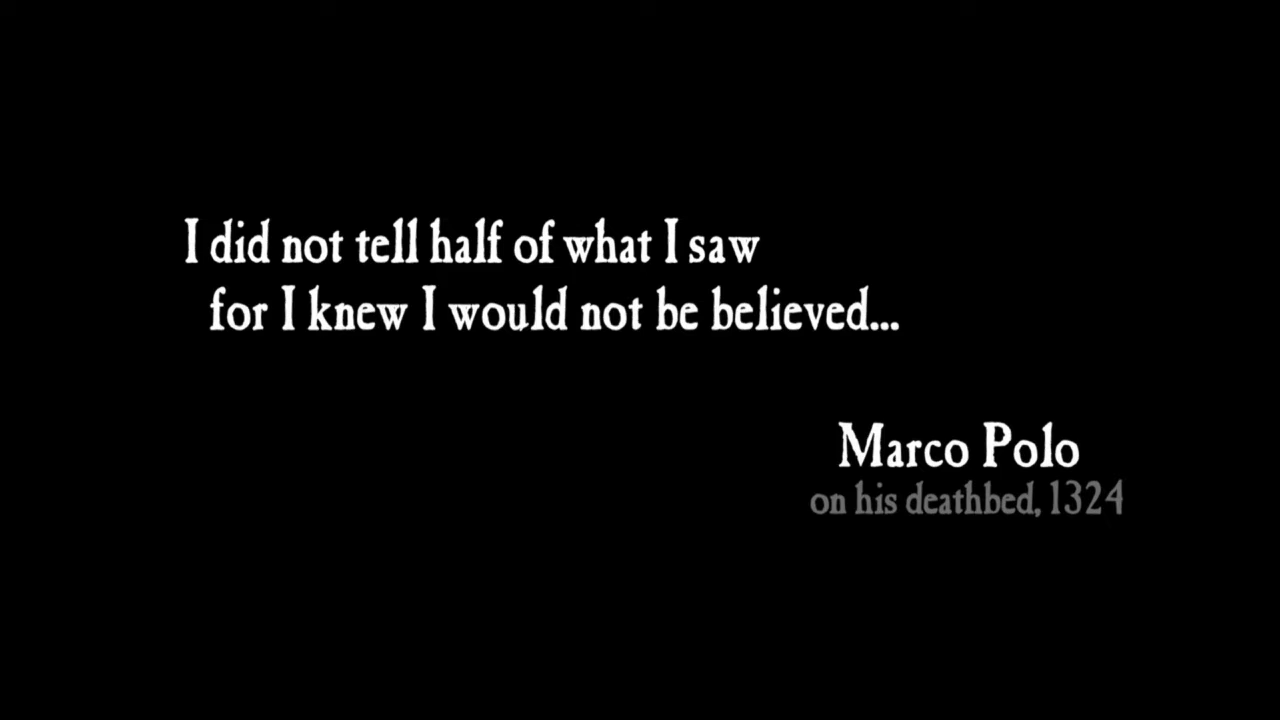 I did not tell half of what I saw
for I knew I would not be believed...
Marco Polo
on his deathbed, 1324